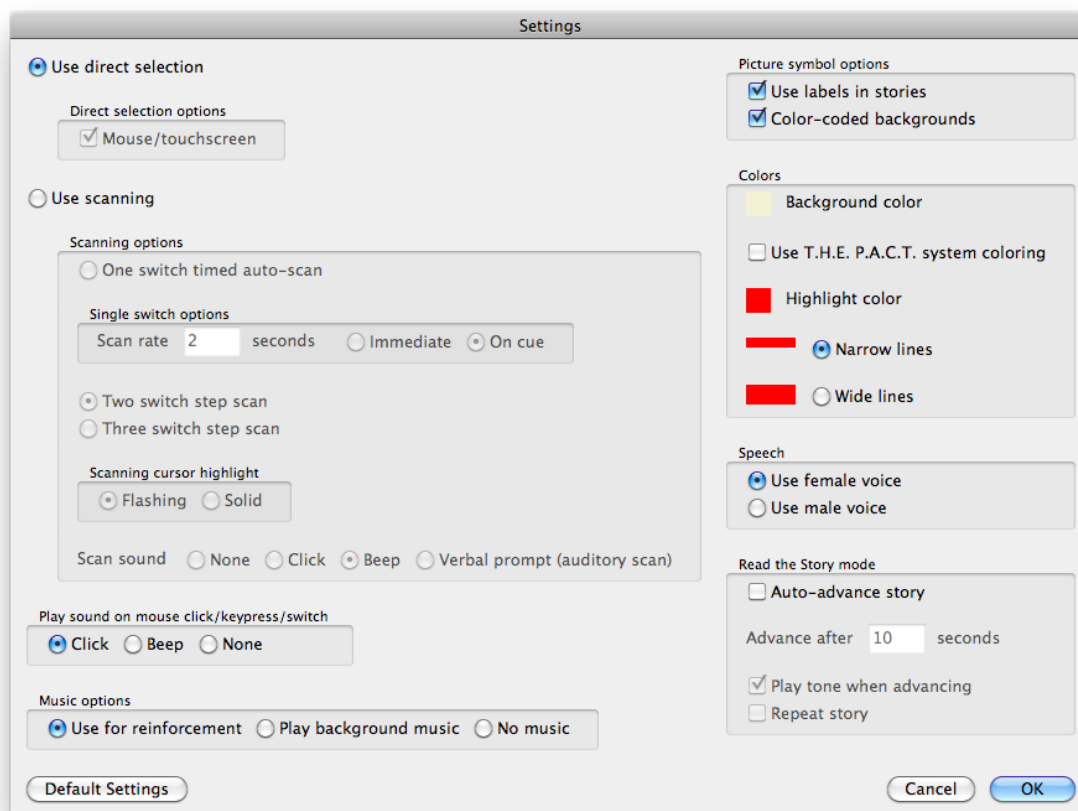 Settings
Use direct selection
Direct selection options
Mouse/touchscreen
Use scanning
Scanning options
One switch timed auto-scan
Single switch options
Scan rate 2 seconds Immediate On cue
Two switch step scan
Three switch step scan
Scanning cursor highlight
Flashing Solid
Scan sound None Click Beep Verbal prompt (auditory scan)
Play sound on mouse click/keypress/switch
Click Beep None
Music options
Use for reinforcement Play background music No music
Default Settings
Picture symbol options
Use labels in stories
Color-coded backgrounds
Colors
Background color
Use T.H.E. P.A.C.T. system coloring
Highlight color
Narrow lines
Wide lines
Speech
Use female voice
Use male voice
Read the Story mode
Auto-advance story
Advance after 10 seconds
Play tone when advancing
Repeat story
Cancel OK